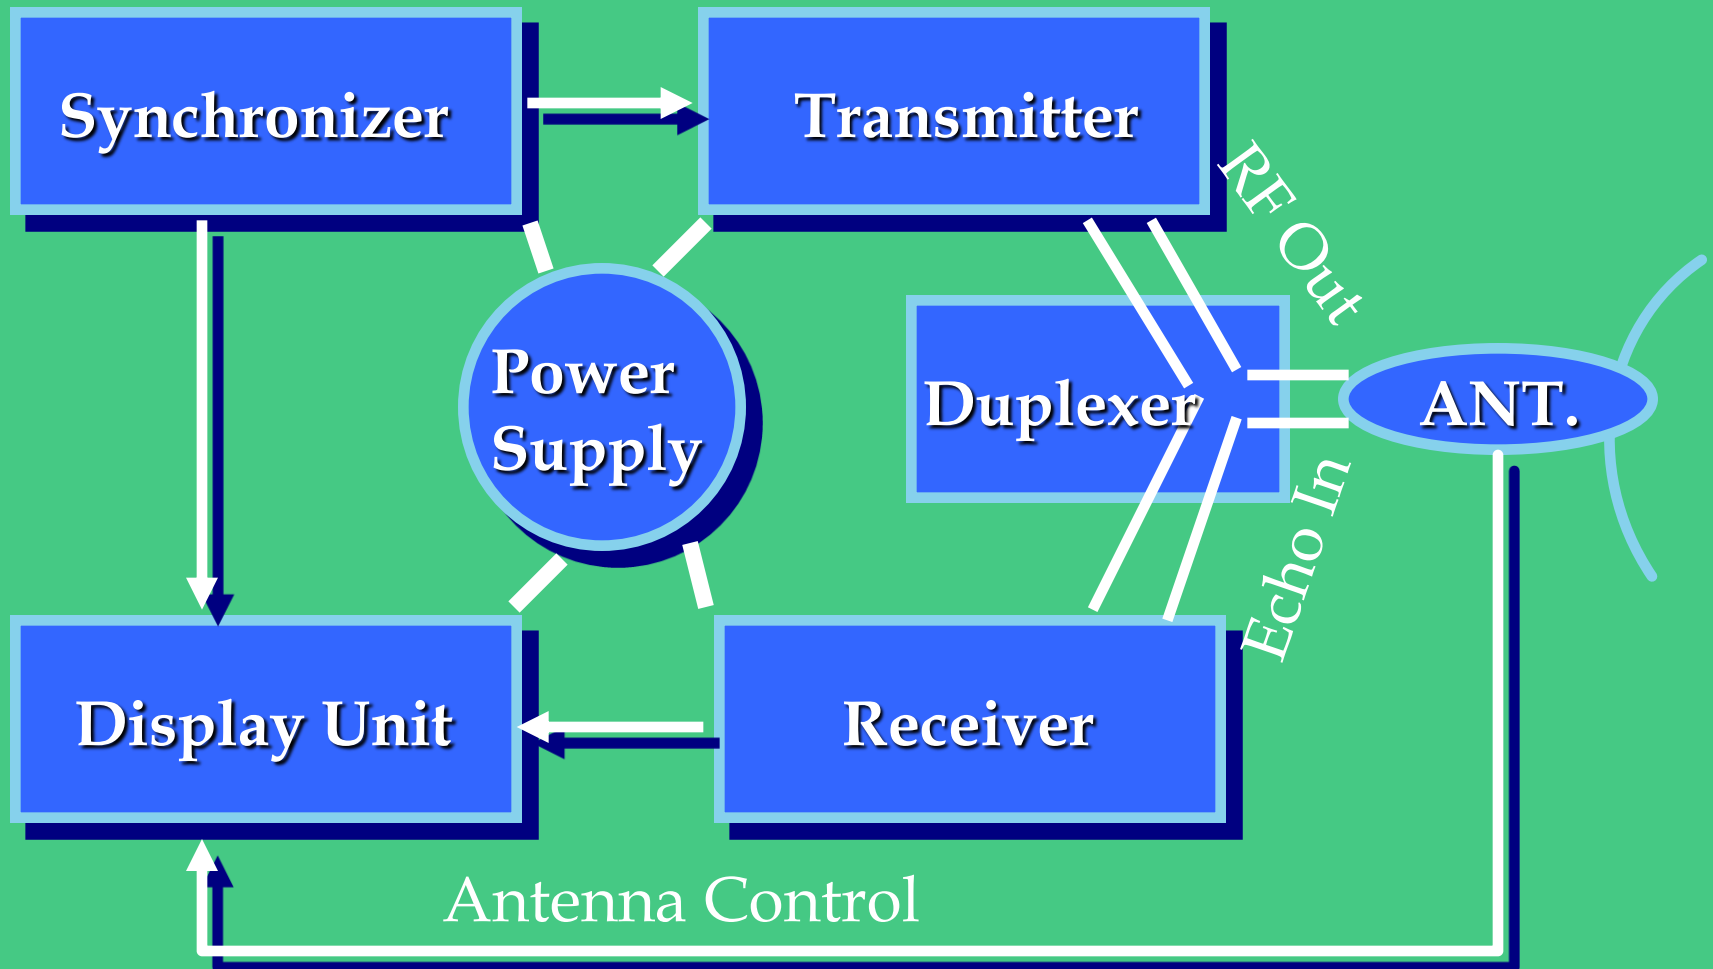 Synchronizer
Transmitter
RF Out
Power
Supply
Duplexer
ANT.
Echo In
Display Unit
Receiver
Antenna Control